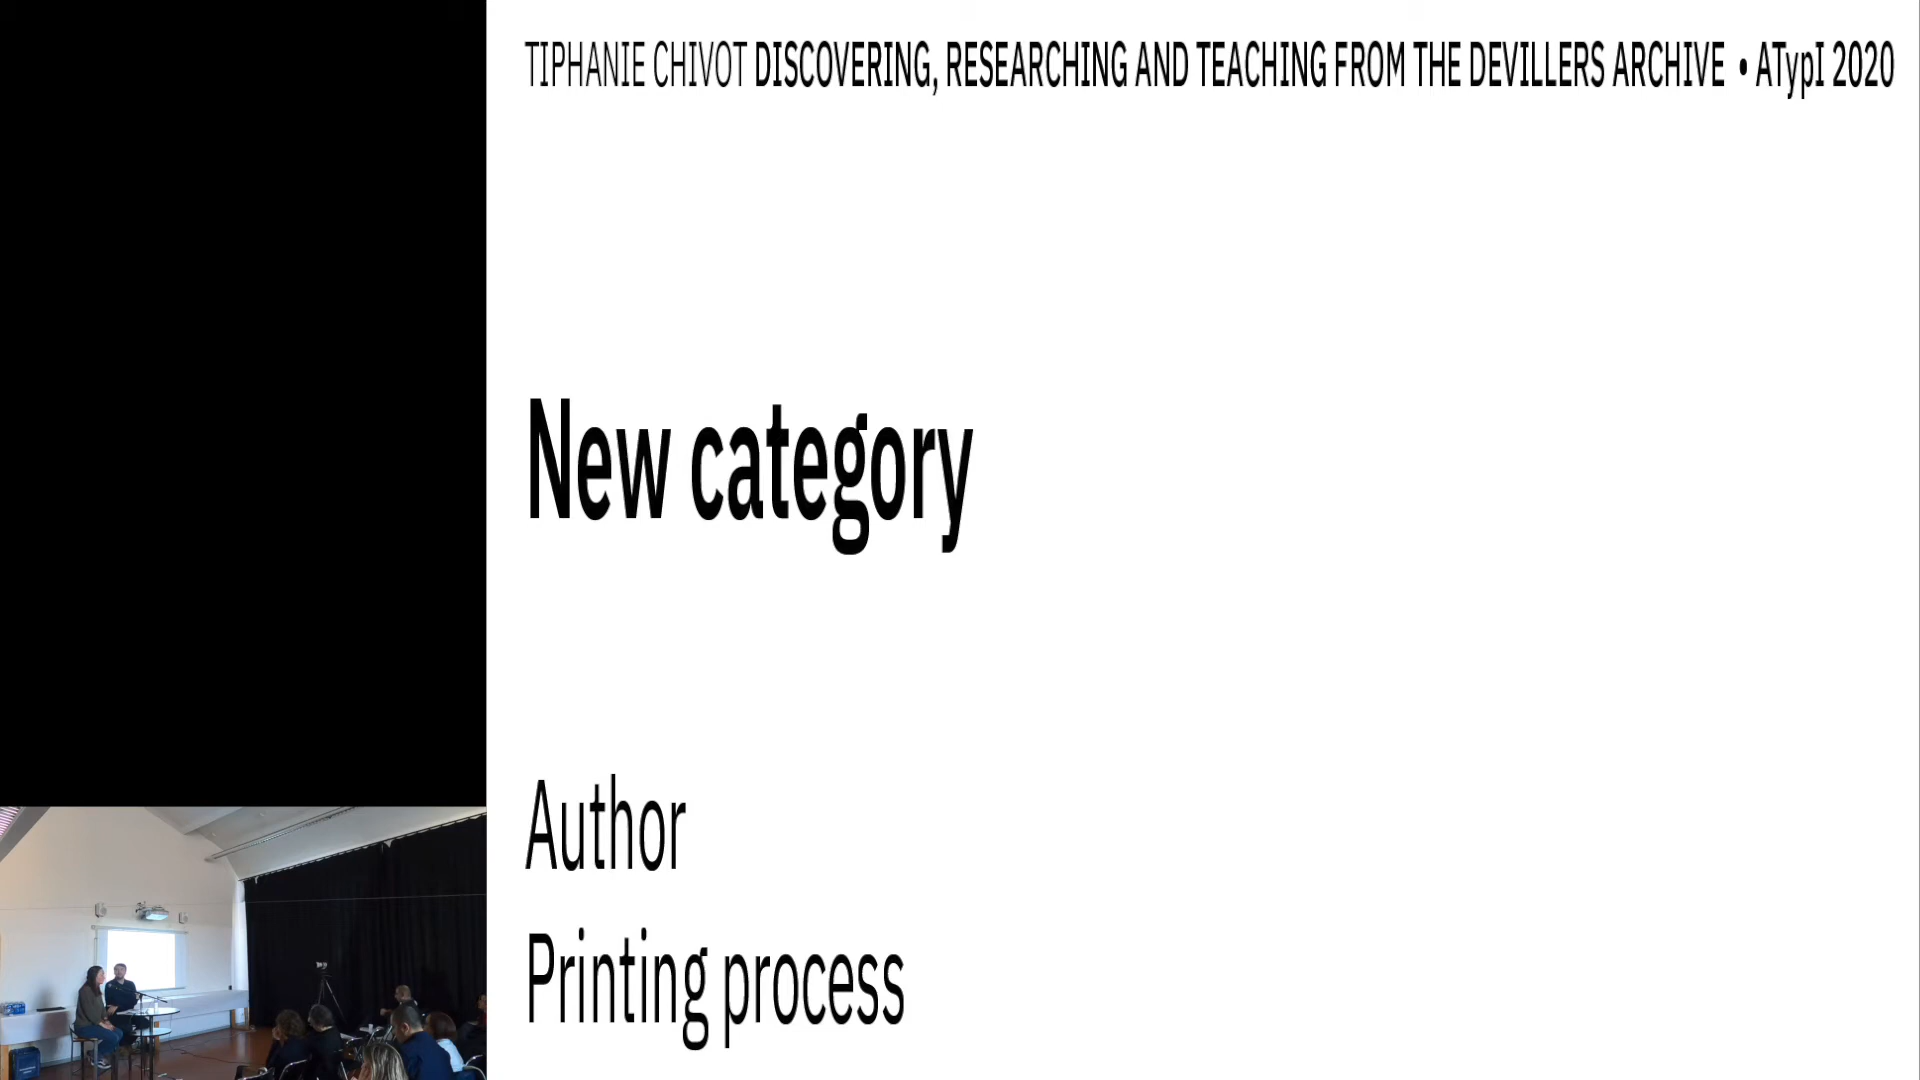 TIPHANIE CHIVOT DISCOVERING, RESEARCHING AND TEACHING FROM THE DEVILLERS ARCHIVE • ATypI 2020
New category
Author
Printing process